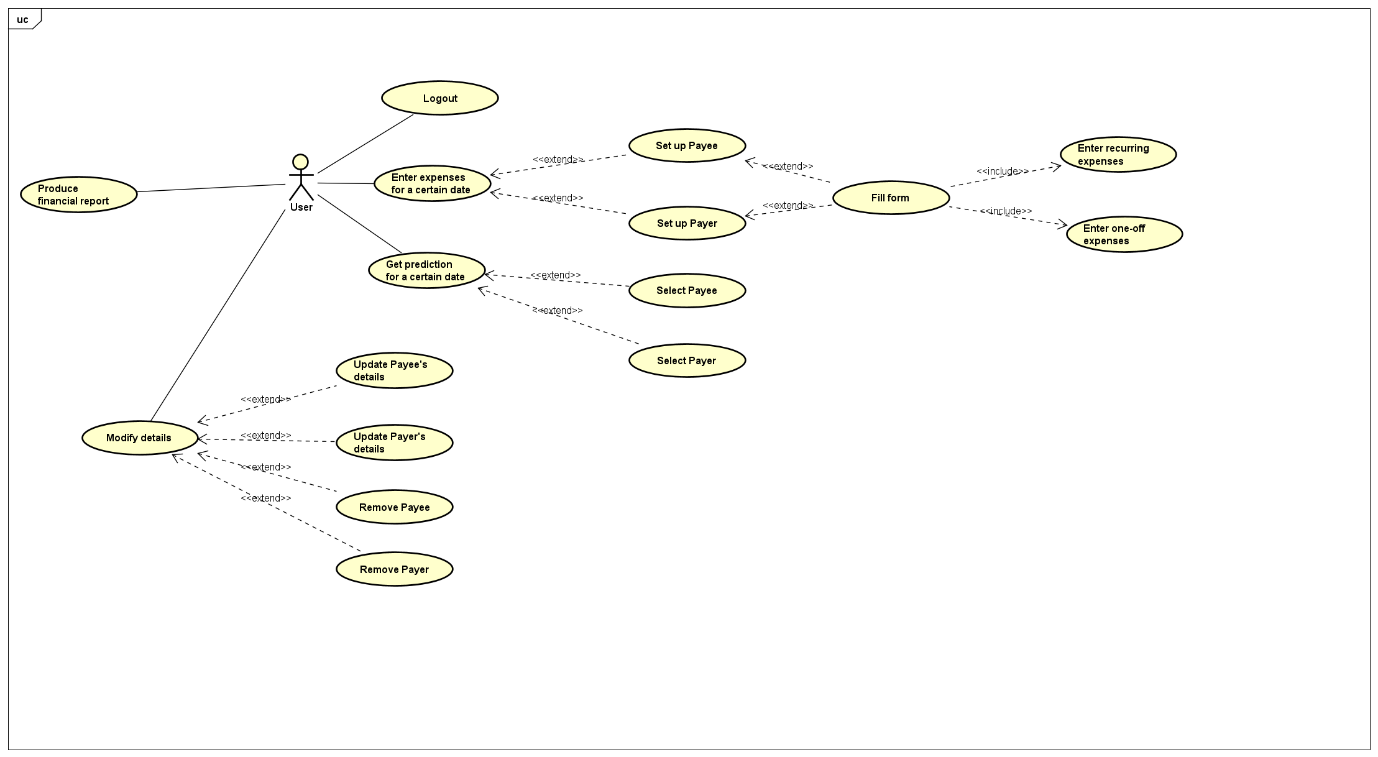 uc
Logout
Set up Payee
Enter recurring
expenses
<<extend>>
<<extend>>
<<include>>
Produce
financial report
User
Enter expenses
for a certain date
<<extend>>
Set up Payer
<<extend>>
Fill form
<<include>>
Enter one-off
expenses
Get prediction
for a certain date
<<extend>>
Select Payee
<<extend>>
Select Payer
Update Payee's
details
<<extend>>
Modify details
<<extend>>
Update Payer's
details
<<extend>>
<<extend>>
Remove Payee
Remove Payer